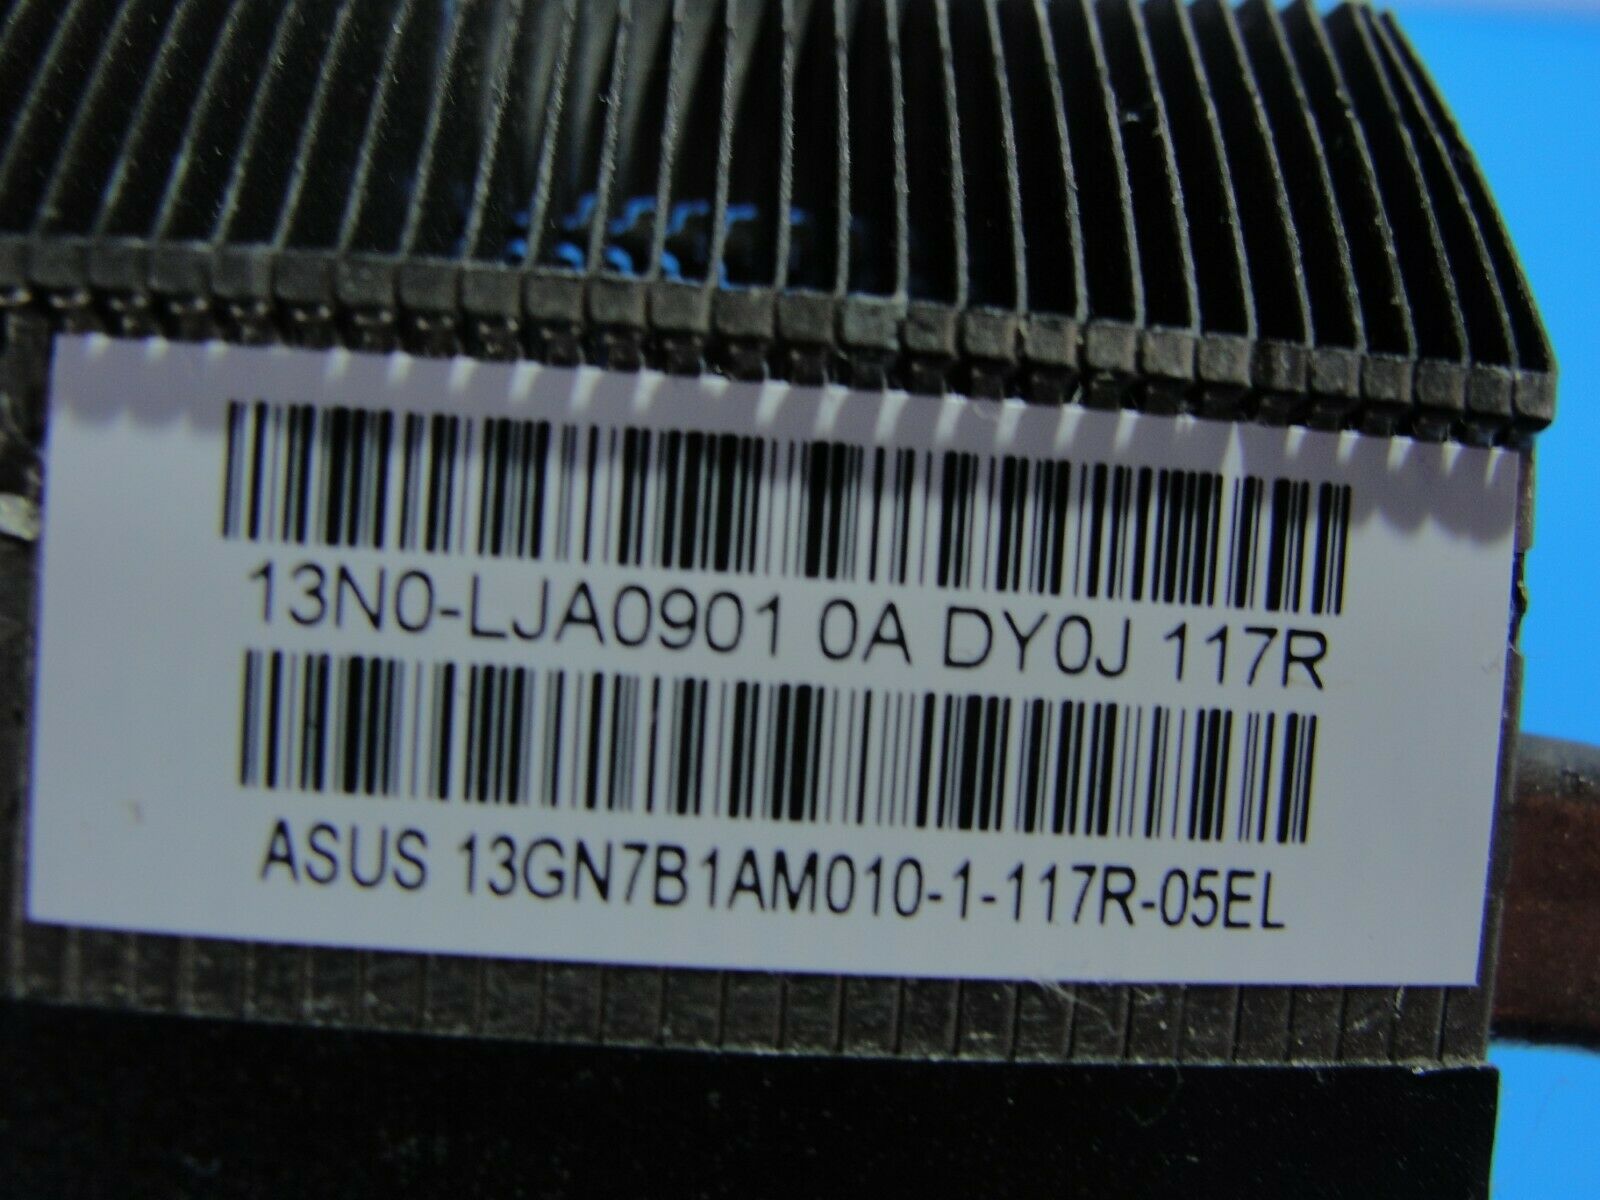 13N0-LJA0901 0A DY0J 117R
ASUS 13GN7B1AM010-1-117R-05EL